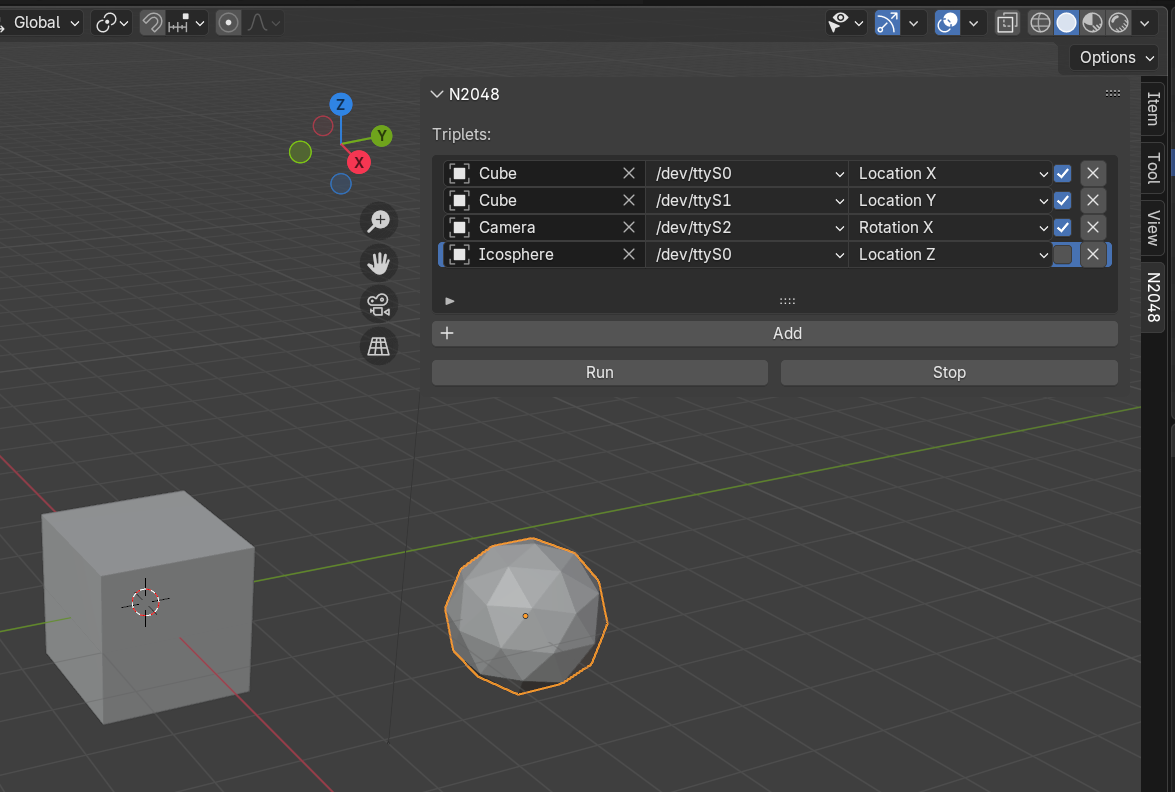 Global
Options
N2048
Triplets:
Cube /dev/ttyS0 Location X
Cube /dev/ttyS1 Location Y
Camera /dev/ttyS2 Rotation X
Icosphere /dev/ttyS0 Location Z
Add
Run Stop
Z
Y
X
Item
Tool
View
N2048